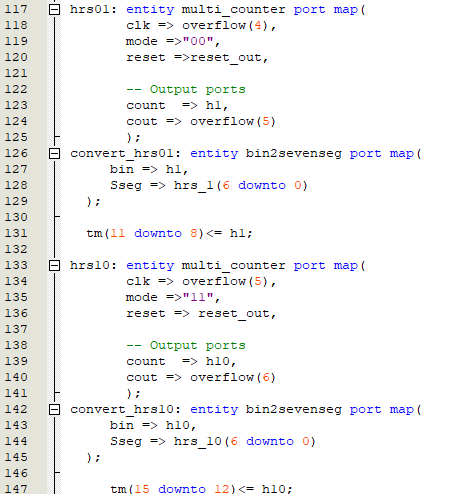 117 hrs01: entity multi_counter port map(
118 clk => overflow(4),
119 mode =>"00",
120 reset =>reset_out,
121
122 -- Output ports
123 count => h1,
124 cout => overflow(5)
125 );
126 convert_hrs01: entity bin2sevenseg port map(
127 bin => h1,
128 Sseg => hrs_1(6 downto 0)
129 );
130
131 tm(11 downto 8)<= h1;
132
133 hrs10: entity multi_counter port map(
134 clk => overflow(5),
135 mode =>"11",
136 reset => reset_out,
137
138 -- Output ports
139 count => h10,
140 cout => overflow(6)
141 );
142 convert_hrs10: entity bin2sevenseg port map(
143 bin => h10,
144 Sseg => hrs_10(6 downto 0)
145 );
146
147 tm(15 downto 12)<= h10;